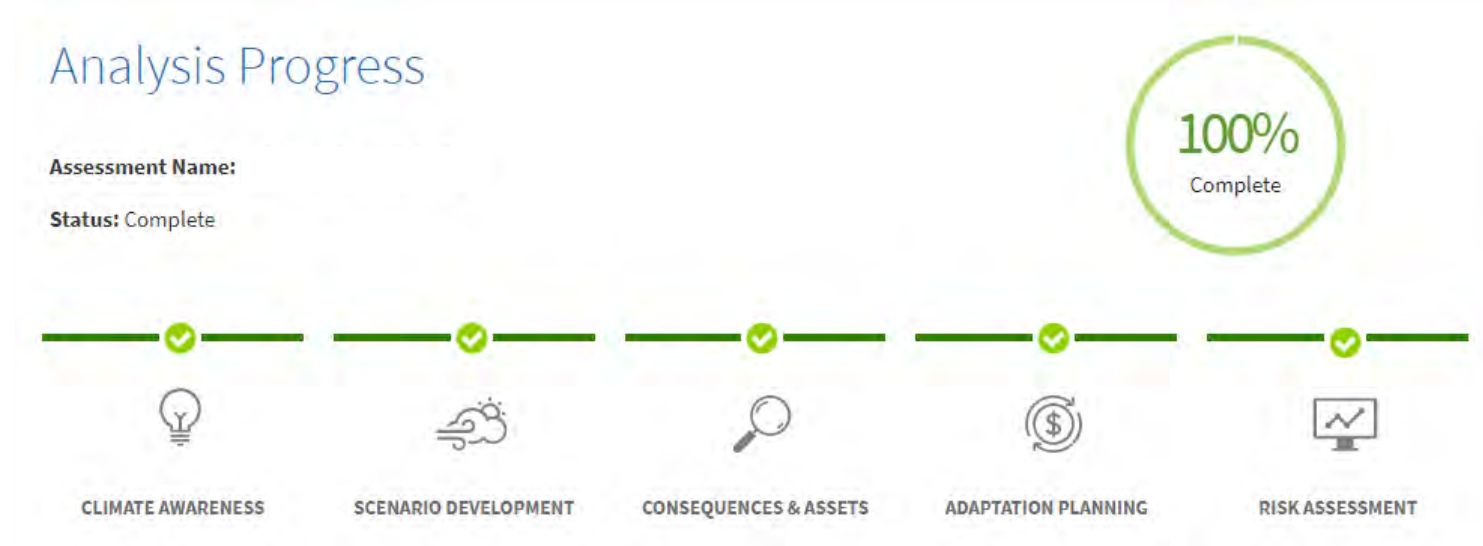 Analysis Progress
100%
Complete
Assessment Name:
Status: Complete
CLIMATE AWARENESS
SCENARIO DEVELOPMENT
CONSEQUENCES & ASSETS
ADAPTATION PLANNING
RISK ASSESSMENT